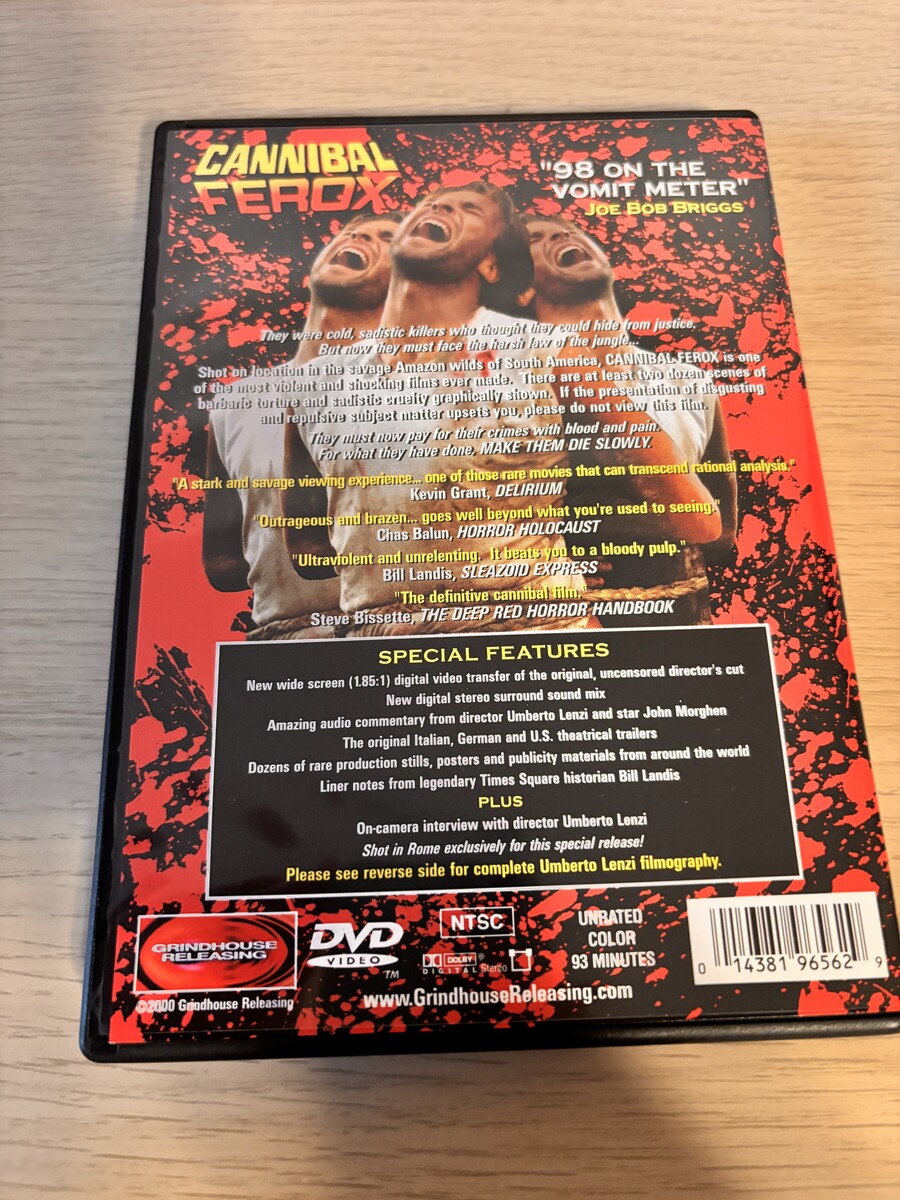 CANNIBAL
FEROX
"98 ON THE
VOMIT METER"
JOE BOB BRIGGS
They were cold, sadistic killers who thought they could hide from justice.
But now they must face the harsh law of the jungle...
Shot on location in the savage Amazon wilds of South America, CANNIBAL FEROX is one
of the most violent and shocking films ever made. There are at least two dozen scenes of
barbaric torture and sadistic cruelty graphically shown. If the presentation of disgusting
and repulsive subject matter upsets you, please do not view this film.
They must now pay for their crimes with blood and pain.
For what they have done, MAKE THEM DIE SLOWLY.
"A stark and savage viewing experience... one of those rare movies that can transcend rational analysis."
Kevin Grant, DELIRIUM
"Outrageous and brazen... goes well beyond what you're used to seeing."
Chas Balun, HORROR HOLOCAUST
"Ultraviolent and unrelenting. It beats you to a bloody pulp."
Bill Landis, SLEAZOID EXPRESS
"The definitive cannibal film."
Steve Bissette, THE DEEP RED HORROR HANDBOOK
SPECIAL FEATURES
New wide screen (1.85:1) digital video transfer of the original, uncensored director's cut
New digital stereo surround sound mix
Amazing audio commentary from director Umberto Lenzi and star John Morghen
The original Italian, German and U.S. theatrical trailers
Dozens of rare production stills, posters and publicity materials from around the world
Liner notes from legendary Times Square historian Bill Landis
PLUS
On-camera interview with director Umberto Lenzi
Shot in Rome exclusively for this special release!
Please see reverse side for complete Umberto Lenzi filmography.
GRINDHOUSE
RELEASING
©2000 Grindhouse Releasing
DVD
VIDEO
TM
NTSC
DOLBY
DIGITAL Stereo
www.GrindhouseReleasing.com
UNRATED
COLOR
93 MINUTES
0 14381 96562 9